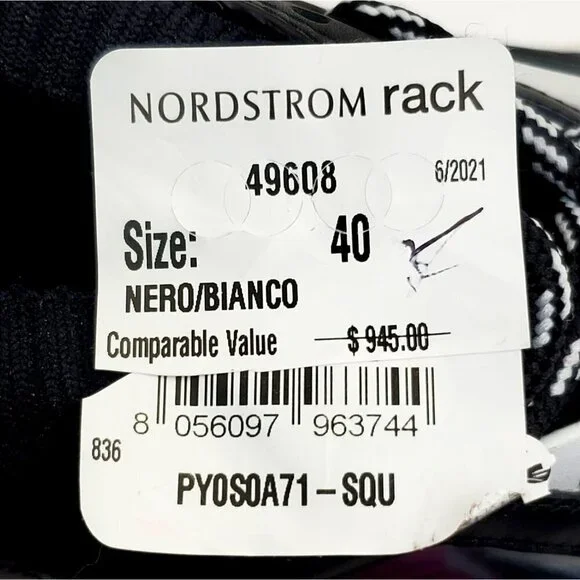 NORDSTROM rack
49608 6/2021
Size: 40
NERO/BIANCO
Comparable Value $ 945.00
8 056097 963744
836
PY0S0A71-SQU